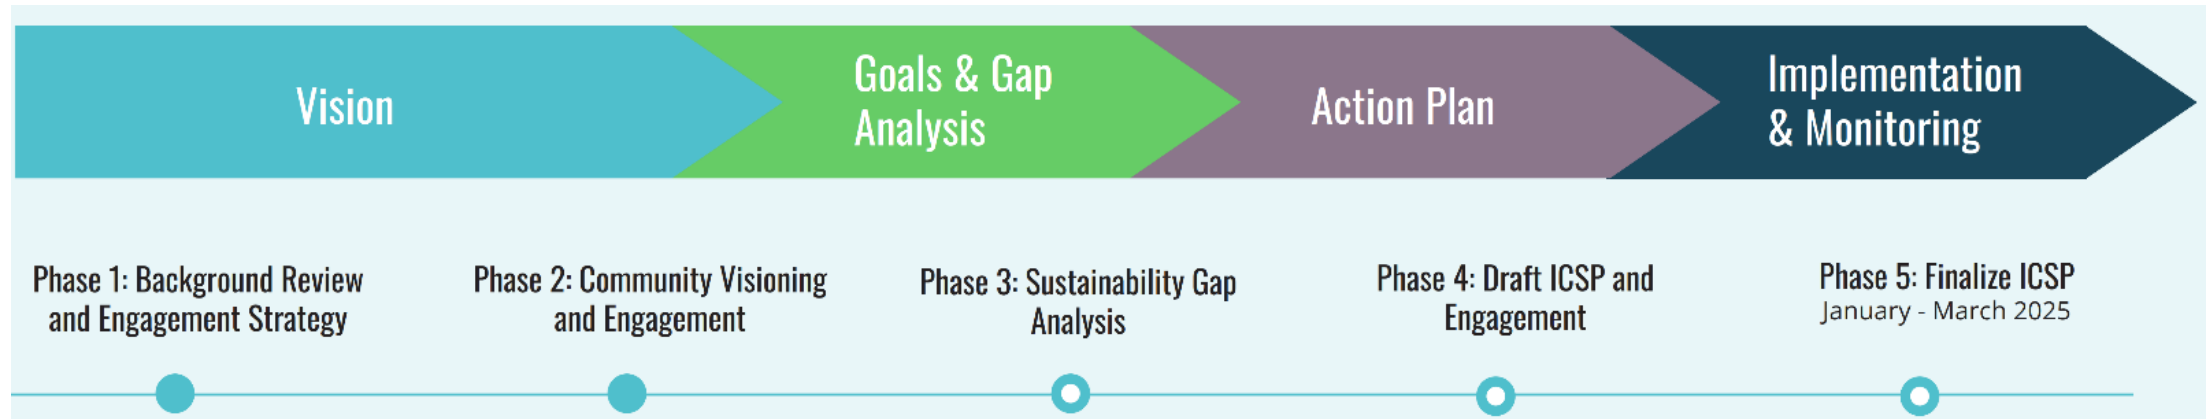 Vision
Goals & Gap
Analysis
Action Plan
Implementation
& Monitoring
Phase 1: Background Review
and Engagement Strategy
Phase 2: Community Visioning
and Engagement
Phase 3: Sustainability Gap
Analysis
Phase 4: Draft ICSP and
Engagement
Phase 5: Finalize ICSP
January - March 2025